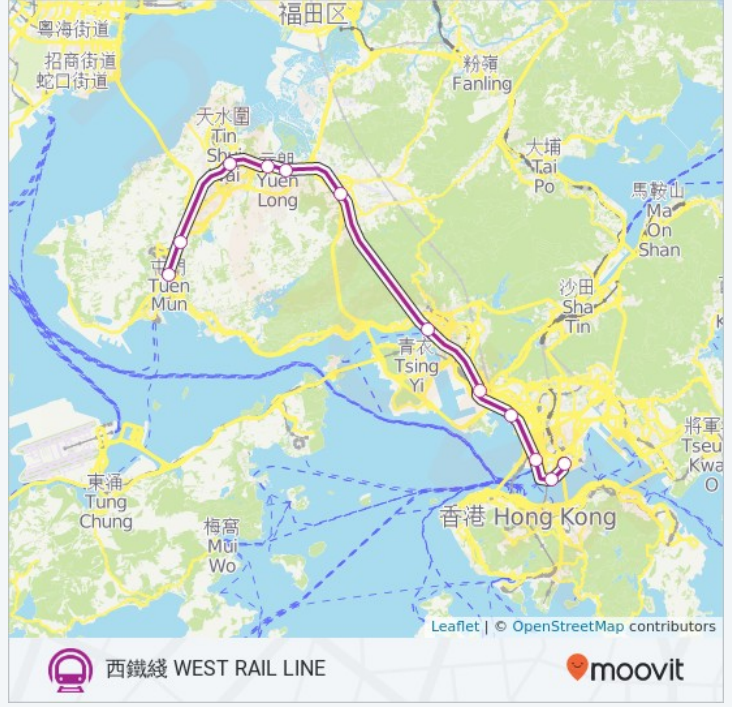 福田区
粵海街道
招商街道
蛇口街道
粉嶺
Fanling
天水圍
Tin
Shui
Wai
元朗
Yuen
Long
大埔
Tai
Po
馬鞍山
Ma
On
Shan
屯門
Tuen
Mun
沙田
Sha
Tin
青衣
Tsing
Yi
將軍
Tseu
Kwa
O
東涌
Tung
Chung
梅窩
Mui
Wo
香港 Hong Kong
Leaflet | © OpenStreetMap contributors
西鐵綫 WEST RAIL LINE
moovit